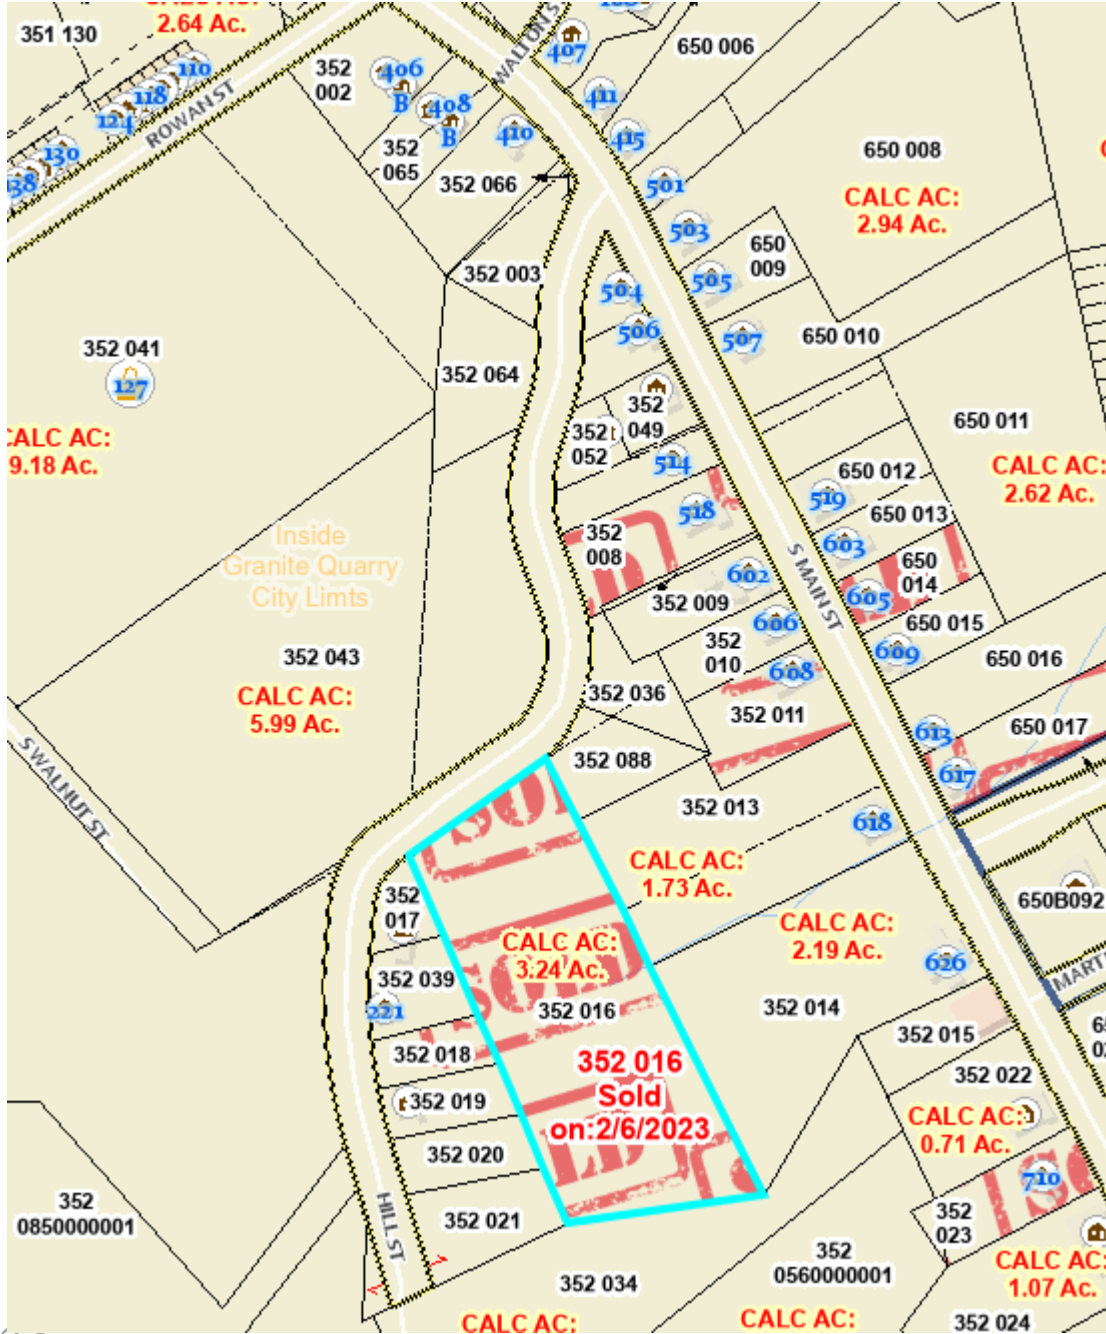 CALC AC:
2.64 Ac.
351 130
WALTON S
407
650 006
352
002
406
B
408
B
410
411
415
110
118
124
130
138
ROWAN ST
352
065
352 066
501
503
650 008
CALC AC:
2.94 Ac.
650
009
505
507
650 010
352 003
504
506
352 041
127
352 064
CALC AC:
9.18 Ac.
352
049
352
052
514
518
352
008
650 011
CALC AC:
2.62 Ac.
650 012
519
650 013
603
650
014
605
650 015
609
650 016
Inside
Granite Quarry
City Limts
S MAIN ST
602
352 009
606
352
010
608
352 011
352 043
CALC AC:
5.99 Ac.
352 036
352 088
613
650 017
617
S WALNUT ST
352 013
618
CALC AC:
1.73 Ac.
SOL
352
017
650B092
CALC AC:
3.24 Ac.
SOLD
CALC AC:
2.19 Ac.
626
MART
352 039
221
352 016
352 014
352 015
352 018
352 016
Sold
on:2/6/2023
352 022
352 019
CALC AC:
0.71 Ac.
352 020
LD
SO
710
352
0850000001
352 021
HILL ST
352
023
352 034
352
0560000001
CALC AC:
1.07 Ac.
CALC AC:
CALC AC:
352 024